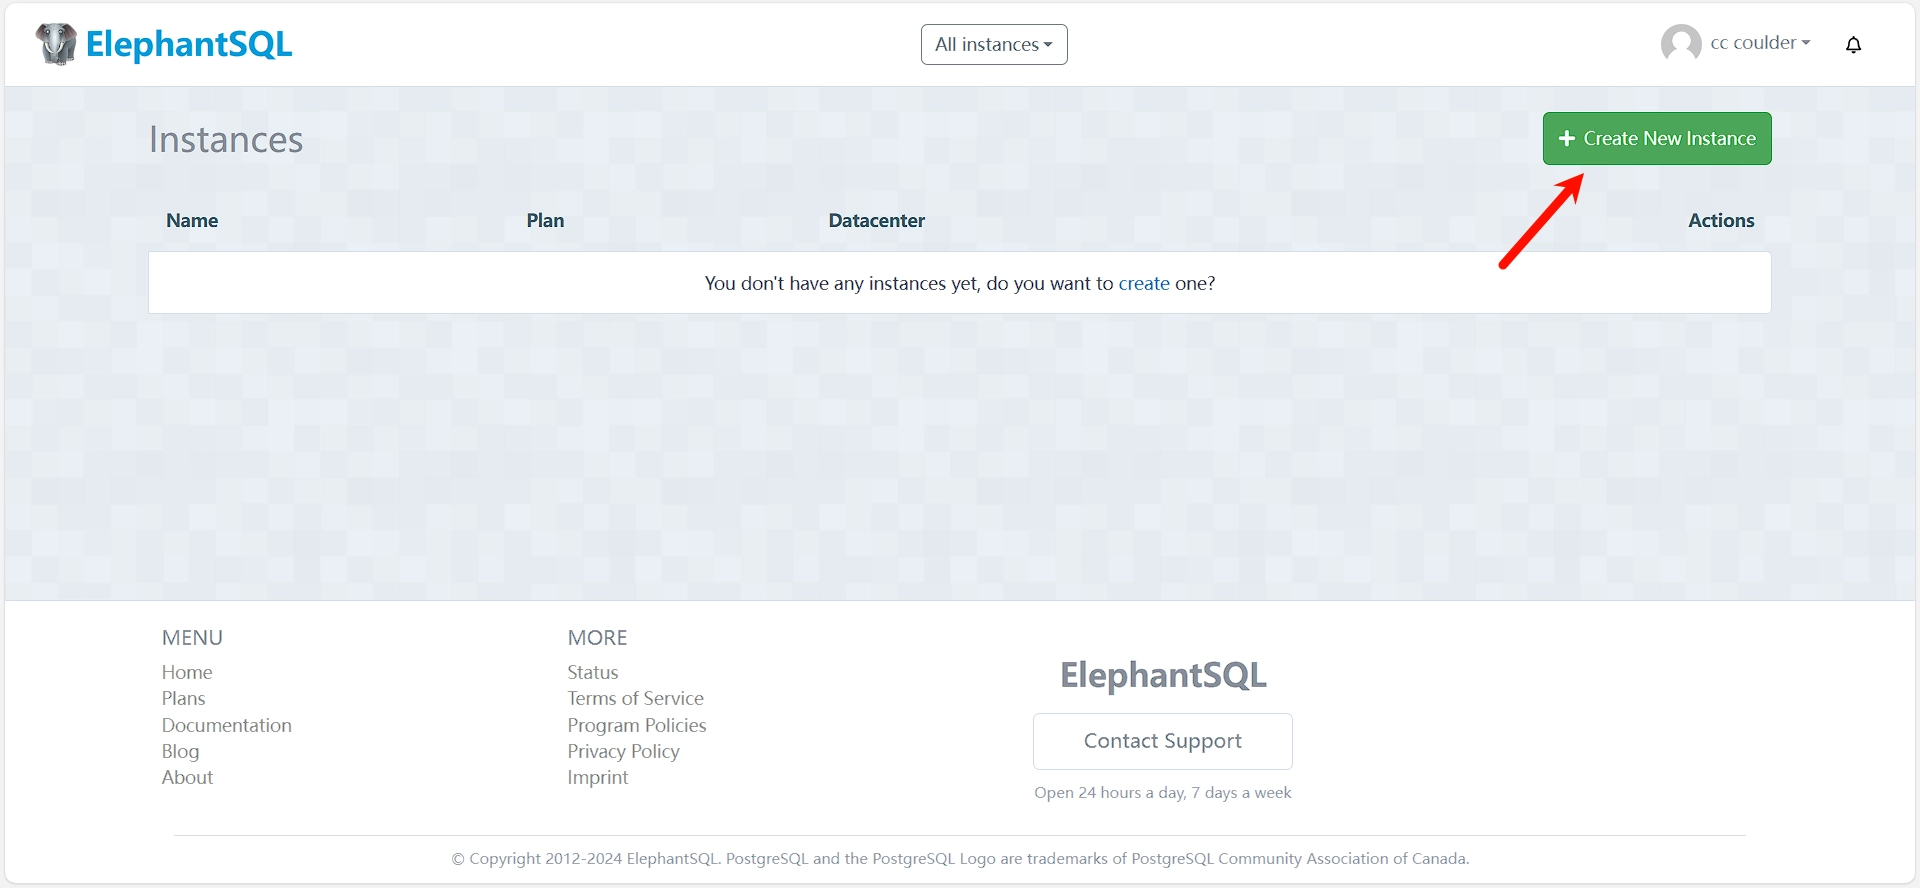 ElephantSQL
All instances
cc coulder
Instances
Create New Instance
Name Plan Datacenter Actions
You don't have any instances yet, do you want to create one?
MENU
Home
Plans
Documentation
Blog
About
MORE
Status
Terms of Service
Program Policies
Privacy Policy
Imprint
ElephantSQL
Contact Support
Open 24 hours a day, 7 days a week
© Copyright 2012-2024 ElephantSQL. PostgreSQL and the PostgreSQL Logo are trademarks of PostgreSQL Community Association of Canada.